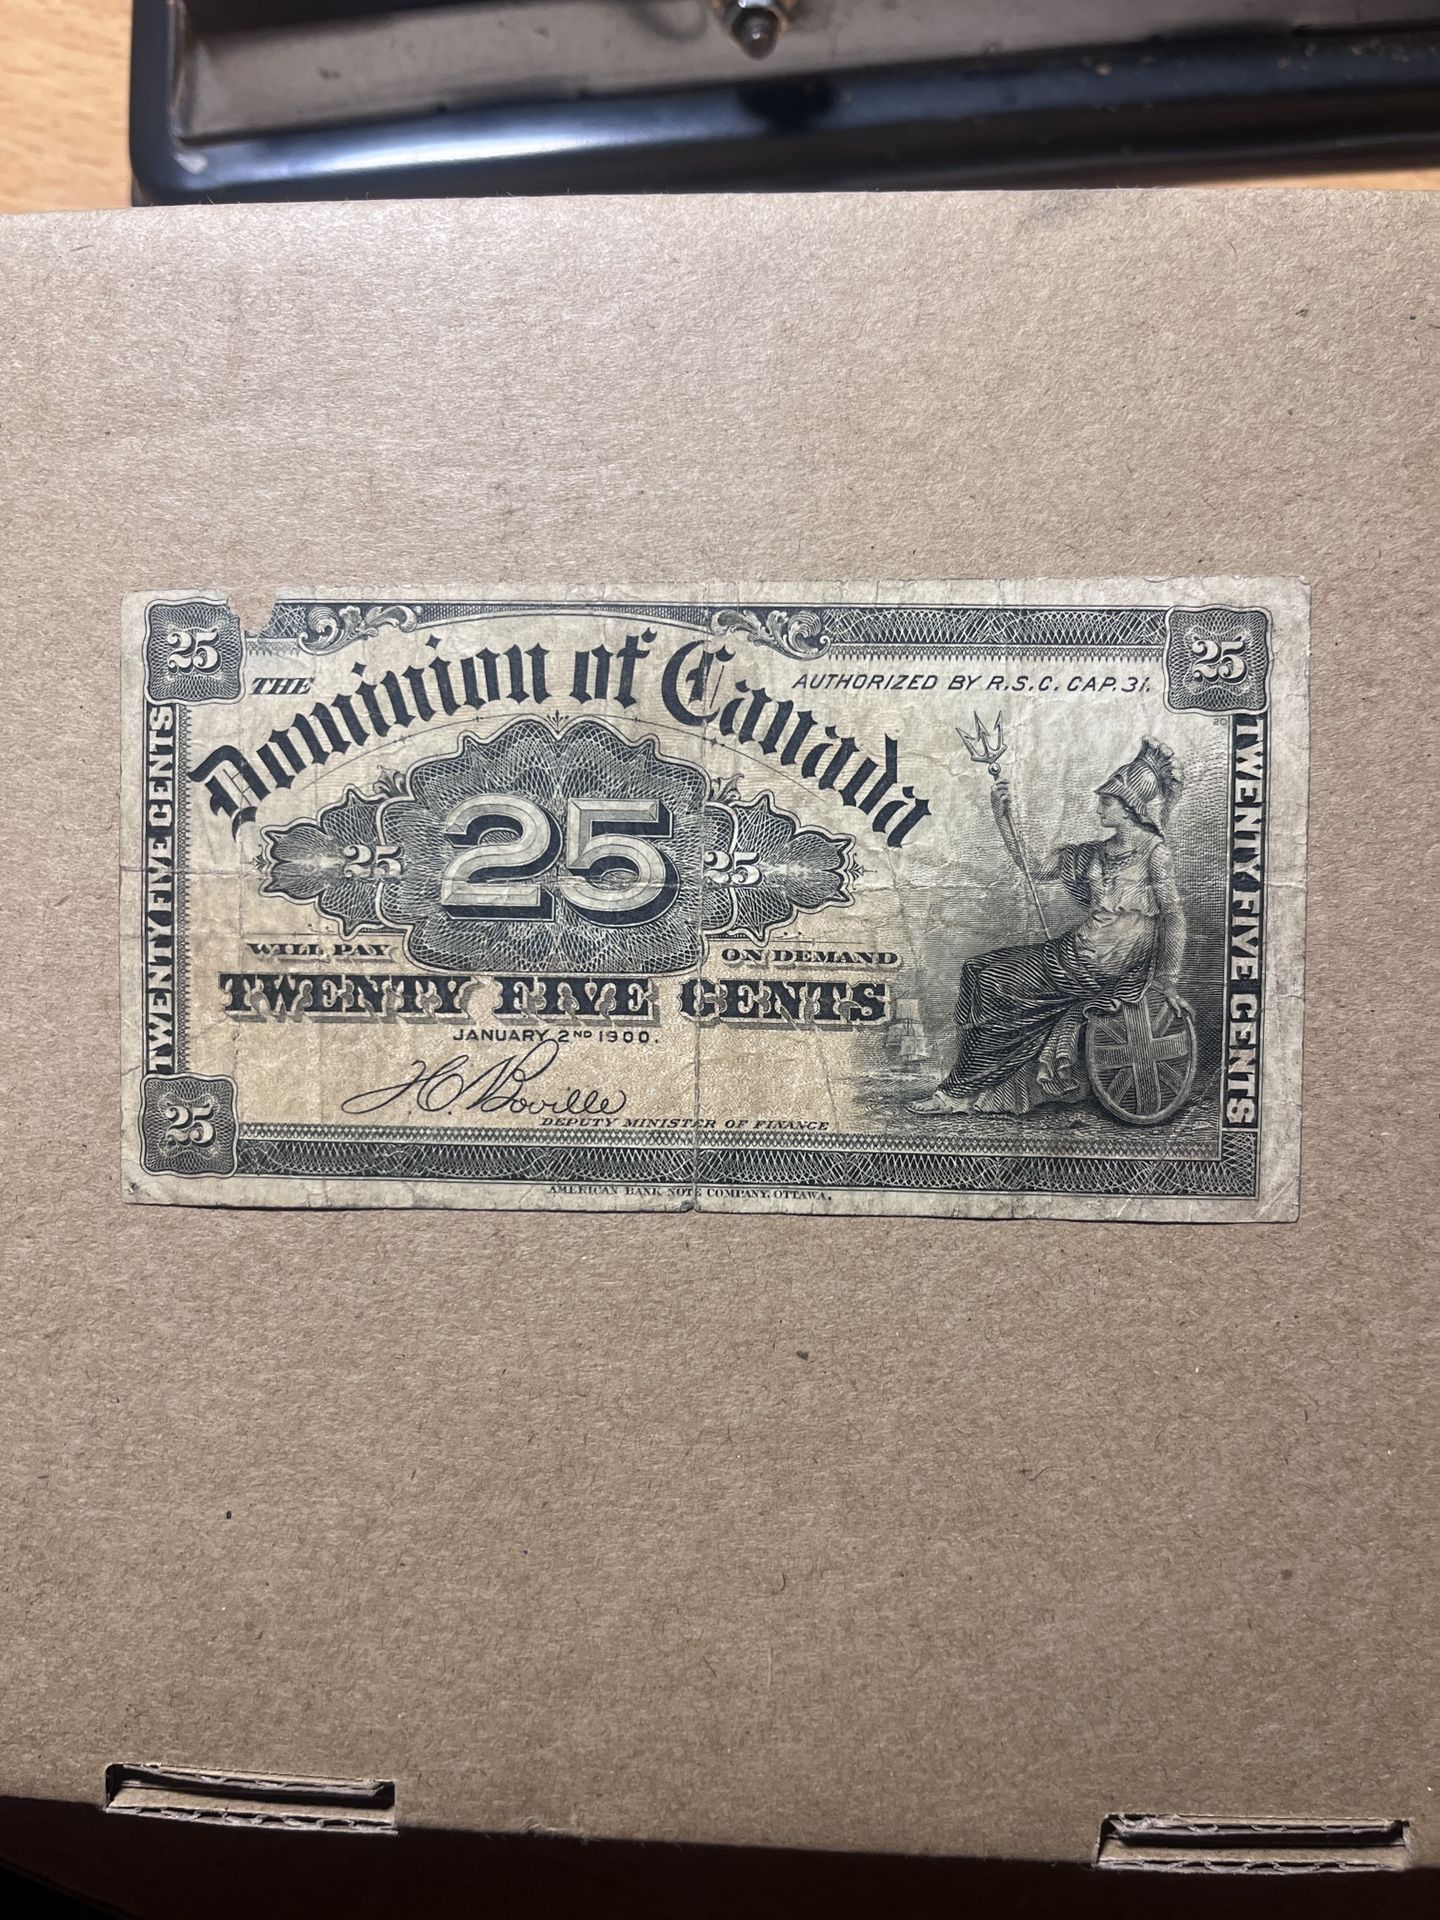 25
25
THE
Dominion of Canada
AUTHORIZED BY R.S.C. CAP. 31.
20
TWENTY FIVE CENTS
25
25
25
TWENTY FIVE CENTS
WILL PAY
ON DEMAND
TWENTY FIVE CENTS
JANUARY 2ND 1900.
25
T.C. Boville
DEPUTY MINISTER OF FINANCE
AMERICAN BANK NOTE COMPANY, OTTAWA.